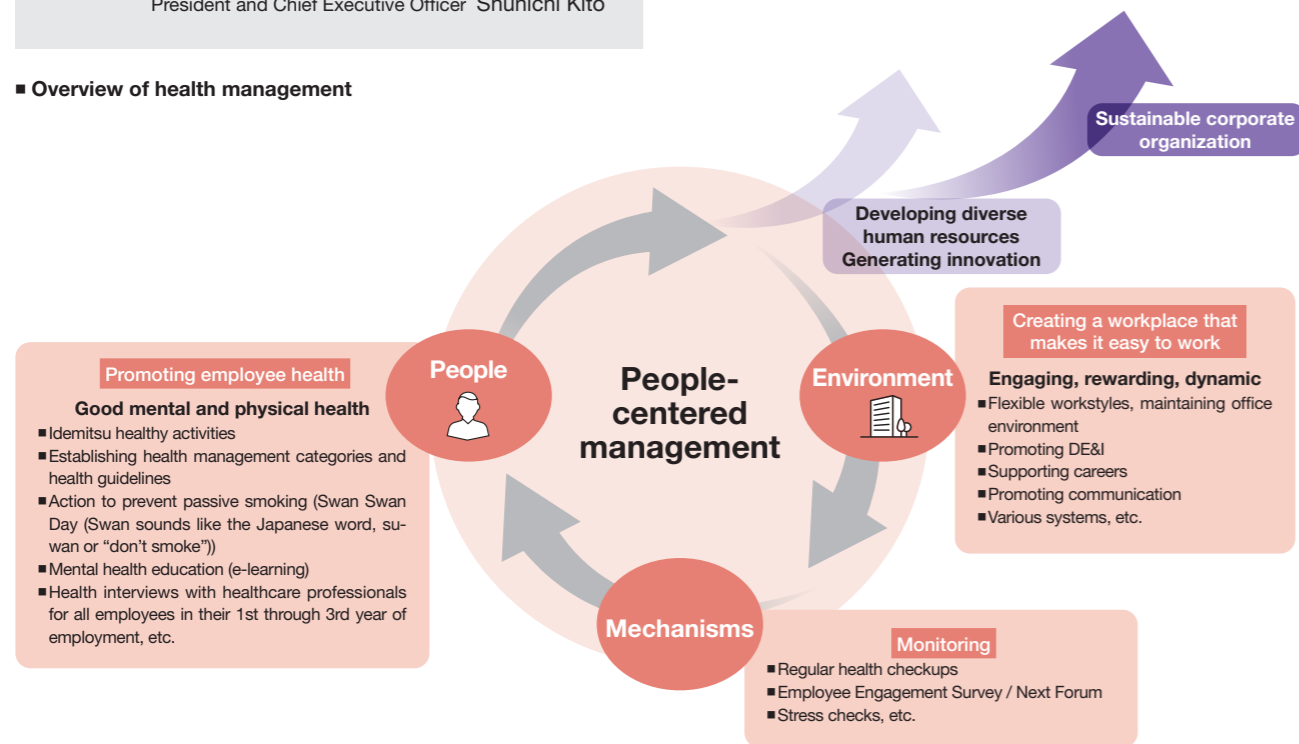 President and Chief Executive Officer Shunichi Kito
■ Overview of health management
Sustainable corporate
organization
Developing diverse
human resources
Generating innovation
People-
centered
management
People
Promoting employee health
Good mental and physical health
■ Idemitsu healthy activities
■ Establishing health management categories and
health guidelines
■ Action to prevent passive smoking (Swan Swan
Day (Swan sounds like the Japanese word, su-
wan or “don’t smoke”))
■ Mental health education (e-learning)
■ Health interviews with healthcare professionals
for all employees in their 1st through 3rd year of
employment, etc.
Environment
Creating a workplace that
makes it easy to work
Engaging, rewarding, dynamic
■ Flexible workstyles, maintaining office
environment
■ Promoting DE&I
■ Supporting careers
■ Promoting communication
■ Various systems, etc.
Mechanisms
Monitoring
■ Regular health checkups
■ Employee Engagement Survey / Next Forum
■ Stress checks, etc.